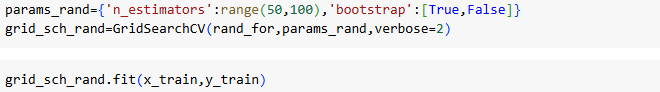 params_rand={'n_estimators':range(50,100),'bootstrap':[True,False]}
grid_sch_rand=GridSearchCV(rand_for,params_rand,verbose=2)
grid_sch_rand.fit(x_train,y_train)